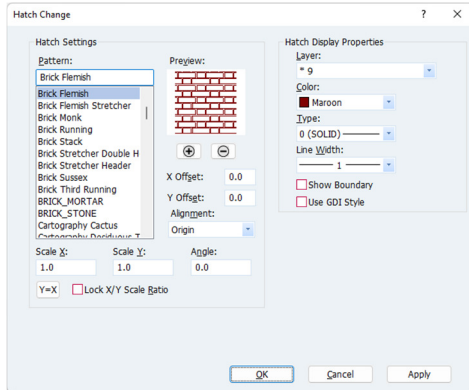 Hatch Change
? ×
Hatch Settings
Pattern:
Brick Flemish
Brick Flemish
Brick Flemish Stretcher
Brick Monk
Brick Running
Brick Stack
Brick Stretcher Double H
Brick Stretcher Header
Brick Sussex
Brick Third Running
BRICK_MORTAR
BRICK_STONE
Cartography Cactus
Cartography Deciduous T
Preview:
X Offset: 0.0
Y Offset: 0.0
Alignment:
Origin
Scale X:
1.0
Scale Y:
1.0
Angle:
0.0
Y=X
Lock X/Y Scale Ratio
Hatch Display Properties
Layer:
* 9
Color:
Maroon
Type:
0 (SOLID)
Line Width:
1
Show Boundary
Use GDI Style
OK
Cancel
Apply